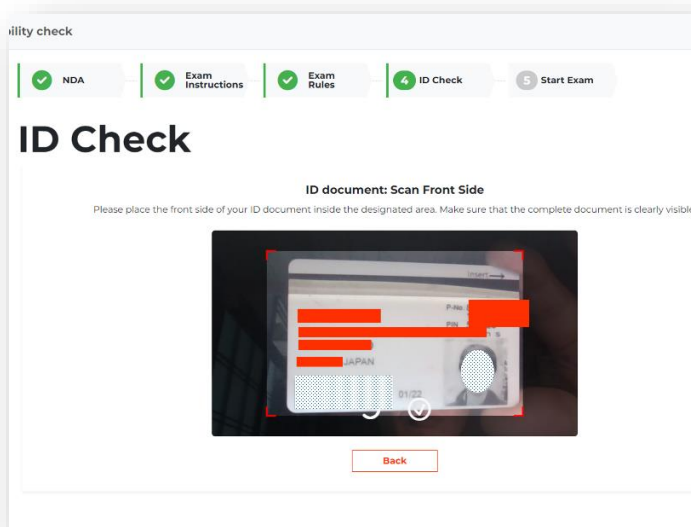 ility check
NDA
Exam
Instructions
Exam
Rules
4 ID Check
5 Start Exam
ID Check
ID document: Scan Front Side
Please place the front side of your ID document inside the designated area. Make sure that the complete document is clearly visible
Insert→
P-No
PIN
JAPAN
01/22
Back